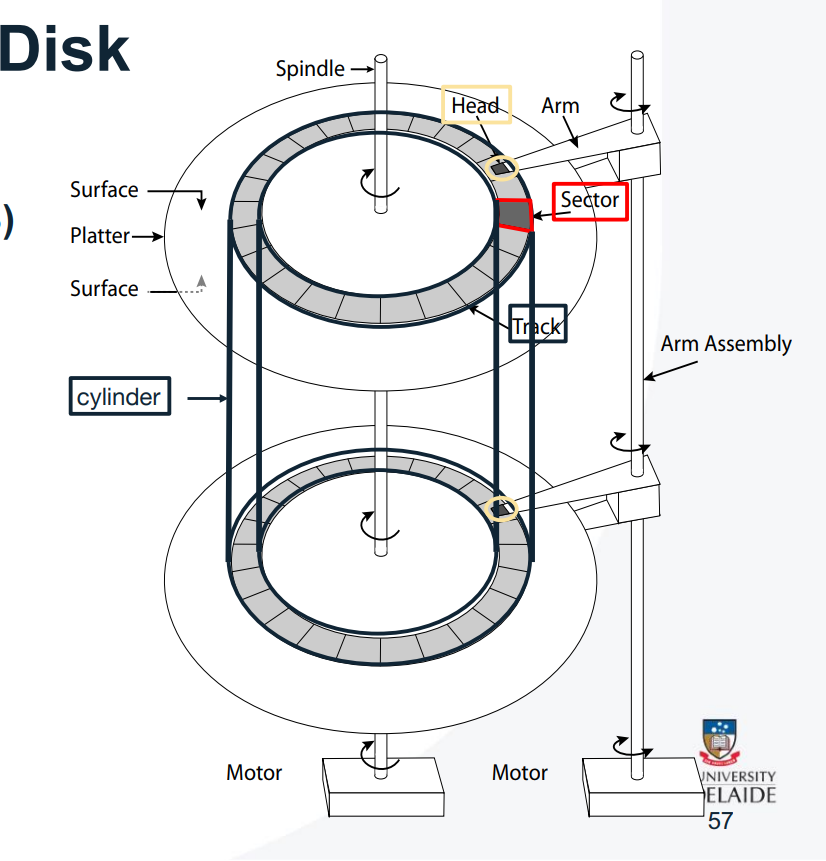 Disk
Spindle
Head
Arm
Surface
s)
Sector
Platter
Surface
Track
Arm Assembly
cylinder
Motor
Motor
UNIVERSITY
ELAIDE
57